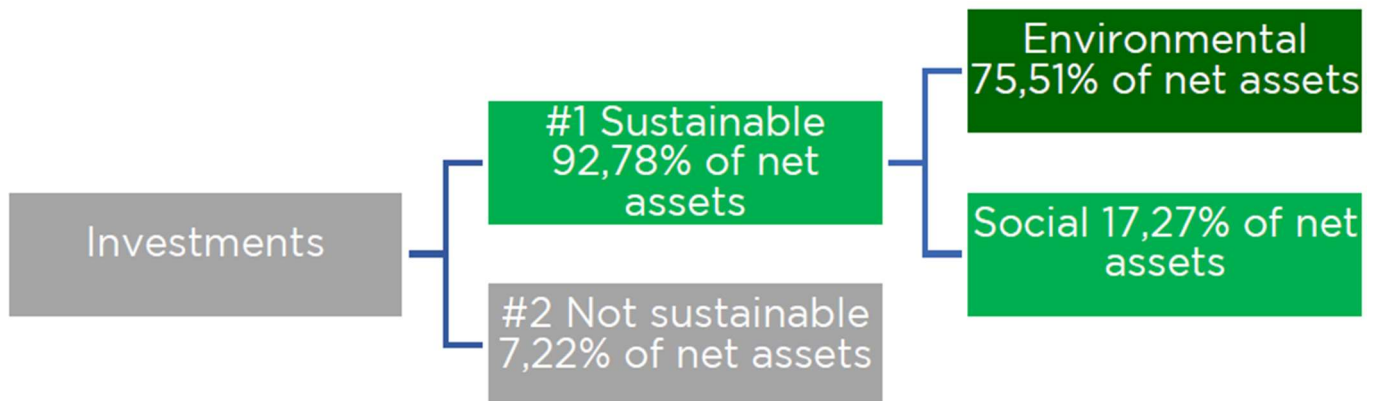 Investments
#1 Sustainable
92,78% of net
assets
#2 Not sustainable
7,22% of net assets
Environmental
75,51% of net assets
Social 17,27% of net
assets